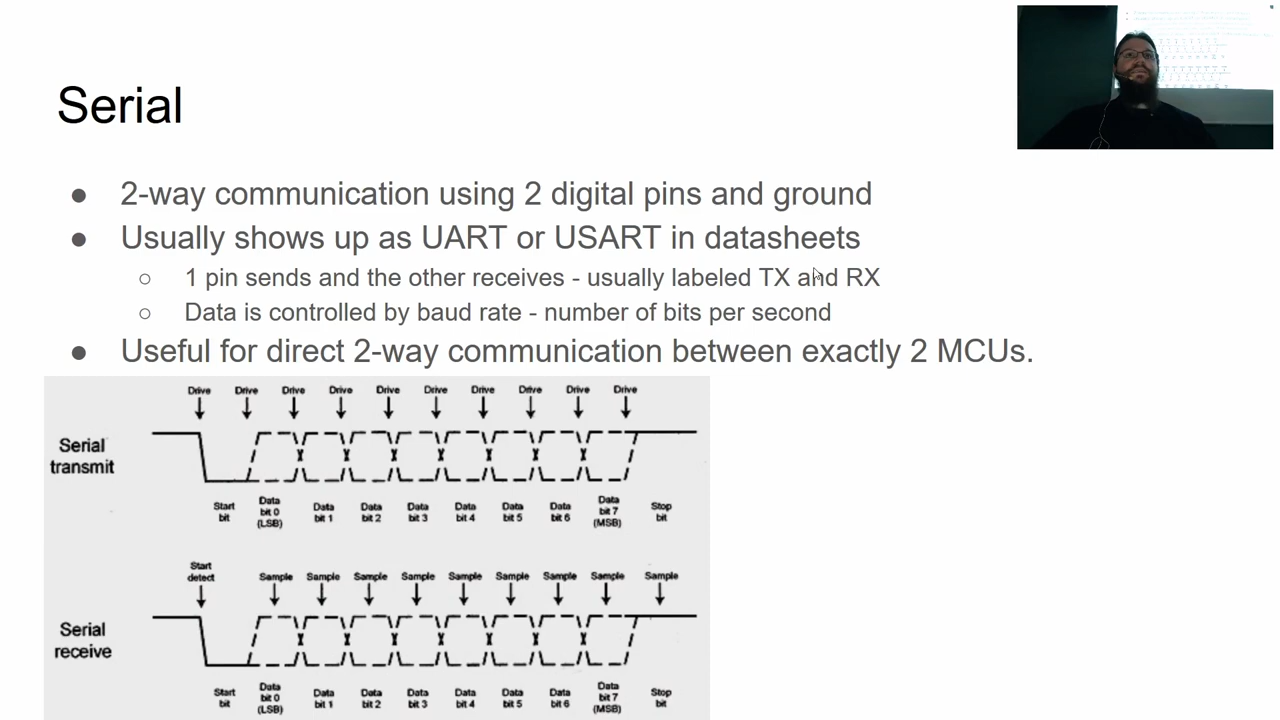 Serial
● 2-way communication using 2 digital pins and ground
● Usually shows up as UART or USART in datasheets
○ 1 pin sends and the other receives - usually labeled TX and RX
○ Data is controlled by baud rate - number of bits per second
● Useful for direct 2-way communication between exactly 2 MCUs.
Drive Drive Drive Drive Drive Drive Drive Drive Drive Drive
Serial
transmit
Start
bit
Data
bit 0
(LSB)
Data
bit 1
Data
bit 2
Data
bit 3
Data
bit 4
Data
bit 5
Data
bit 6
Data
bit 7
(MSB)
Stop
bit
Start
detect
Sample Sample Sample Sample Sample Sample Sample Sample Sample
Serial
receive
Start
bit
Data
bit 0
(LSB)
Data
bit 1
Data
bit 2
Data
bit 3
Data
bit 4
Data
bit 5
Data
bit 6
Data
bit 7
(MSB)
Stop
bit